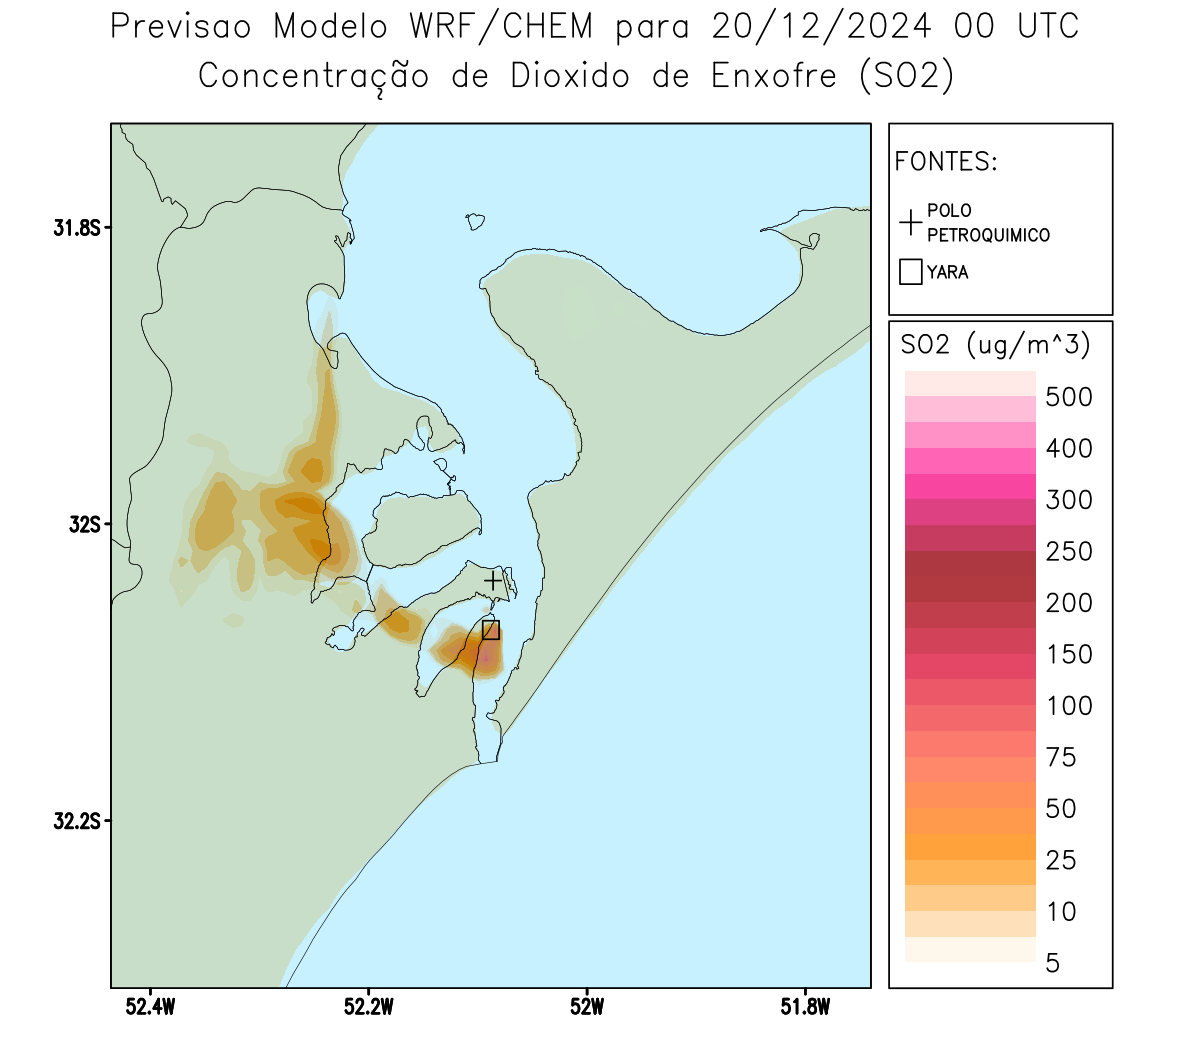 Previsao Modelo WRF/CHEM para 20/12/2024 00 UTC
Concentração de Dioxido de Enxofre (SO2)
FONTES:
POLO
PETROQUIMICO
YARA
SO2 (ug/m^3)
500
400
300
250
200
150
100
75
50
25
10
5
31.8S
32S
32.2S
52.4W
52.2W
52W
51.8W